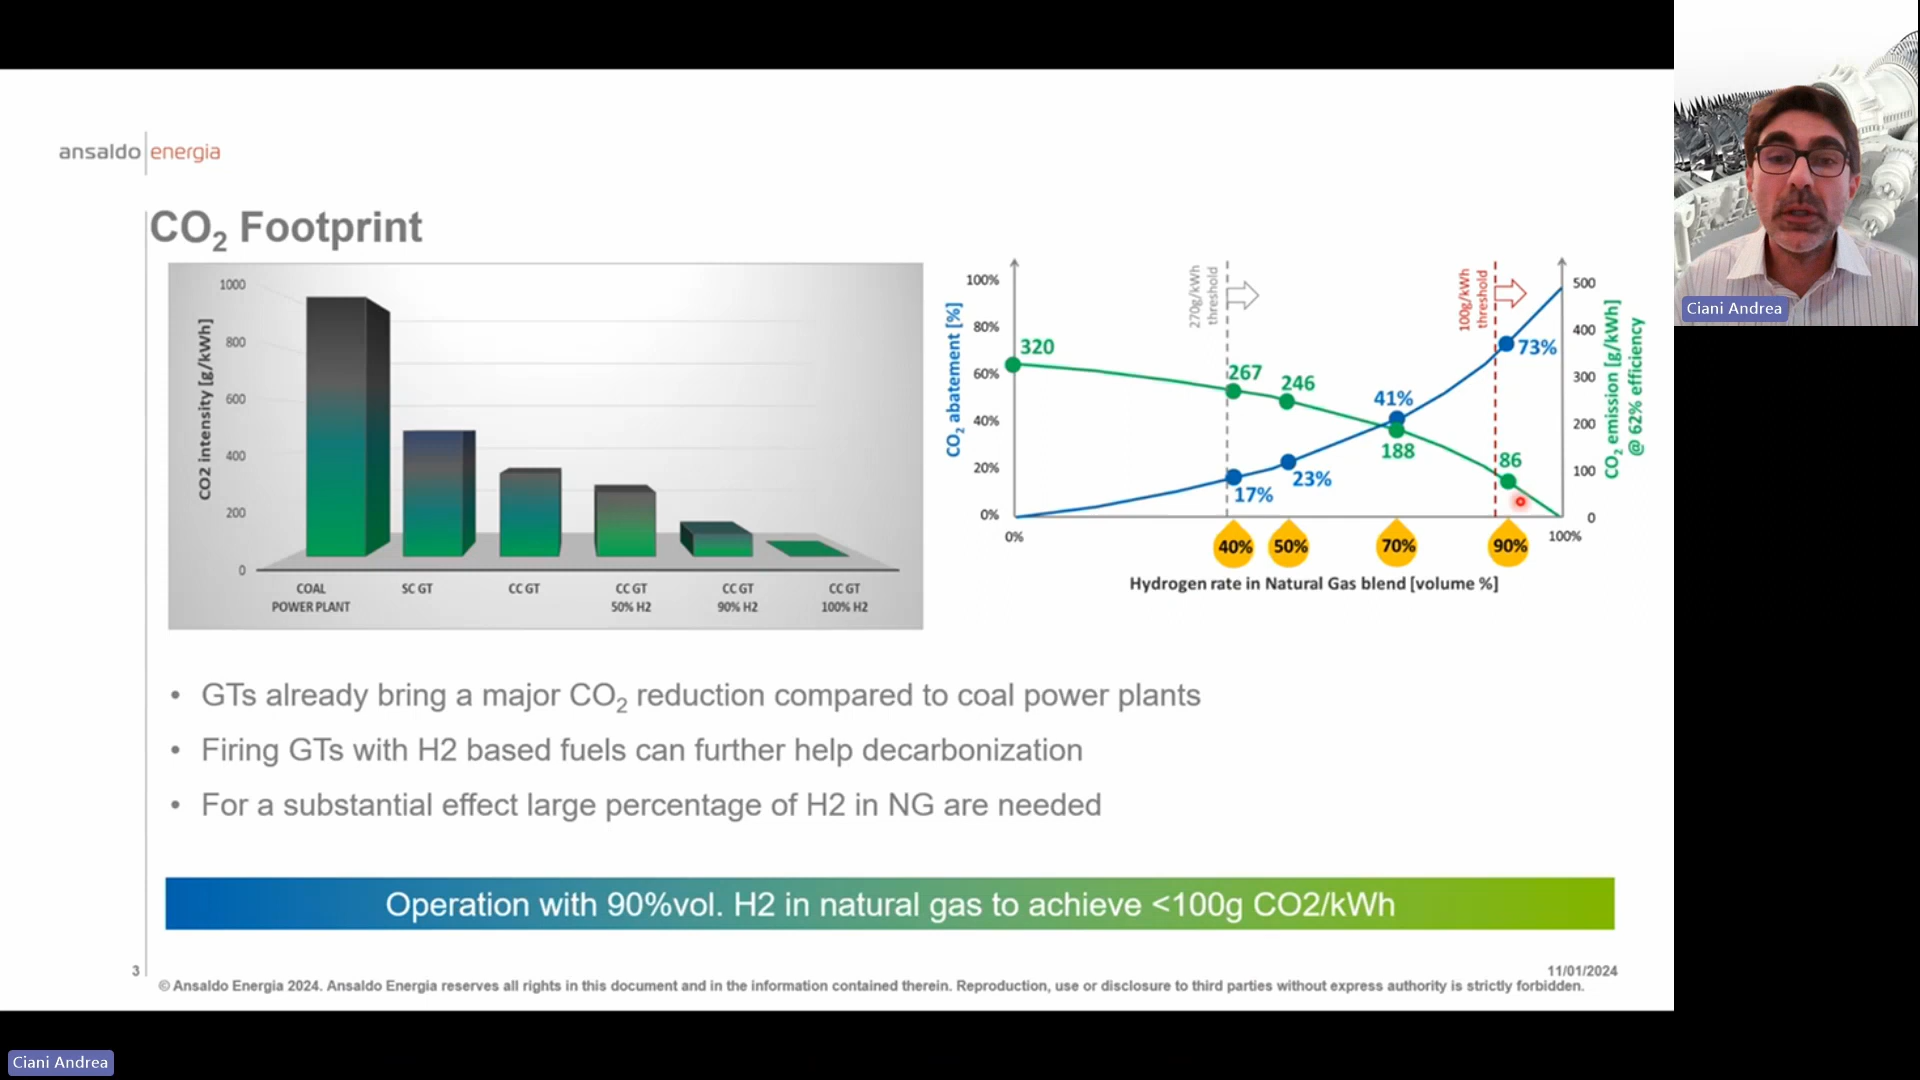 ansaldo energia
CO2 Footprint
CO2 intensity [g/kWh]
1000
800
600
400
200
0
COAL
POWER PLANT
SC GT
CC GT
CC GT
50% H2
CC GT
90% H2
CC GT
100% H2
CO2 abatement [%]
100%
80%
60%
40%
20%
0%
270g/kWh
threshold
100g/kWh
threshold
320
267
246
41%
188
73%
86
17%
23%
500
400
300
200
100
0
CO2 emission [g/kWh]
@ 62% efficiency
0%
40%
50%
70%
90%
100%
Hydrogen rate in Natural Gas blend [volume %]
• GTs already bring a major CO2 reduction compared to coal power plants
• Firing GTs with H2 based fuels can further help decarbonization
• For a substantial effect large percentage of H2 in NG are needed
Operation with 90%vol. H2 in natural gas to achieve <100g CO2/kWh
3
11/01/2024
© Ansaldo Energia 2024. Ansaldo Energia reserves all rights in this document and in the information contained therein. Reproduction, use or disclosure to third parties without express authority is strictly forbidden.
Ciani Andrea
Ciani Andrea